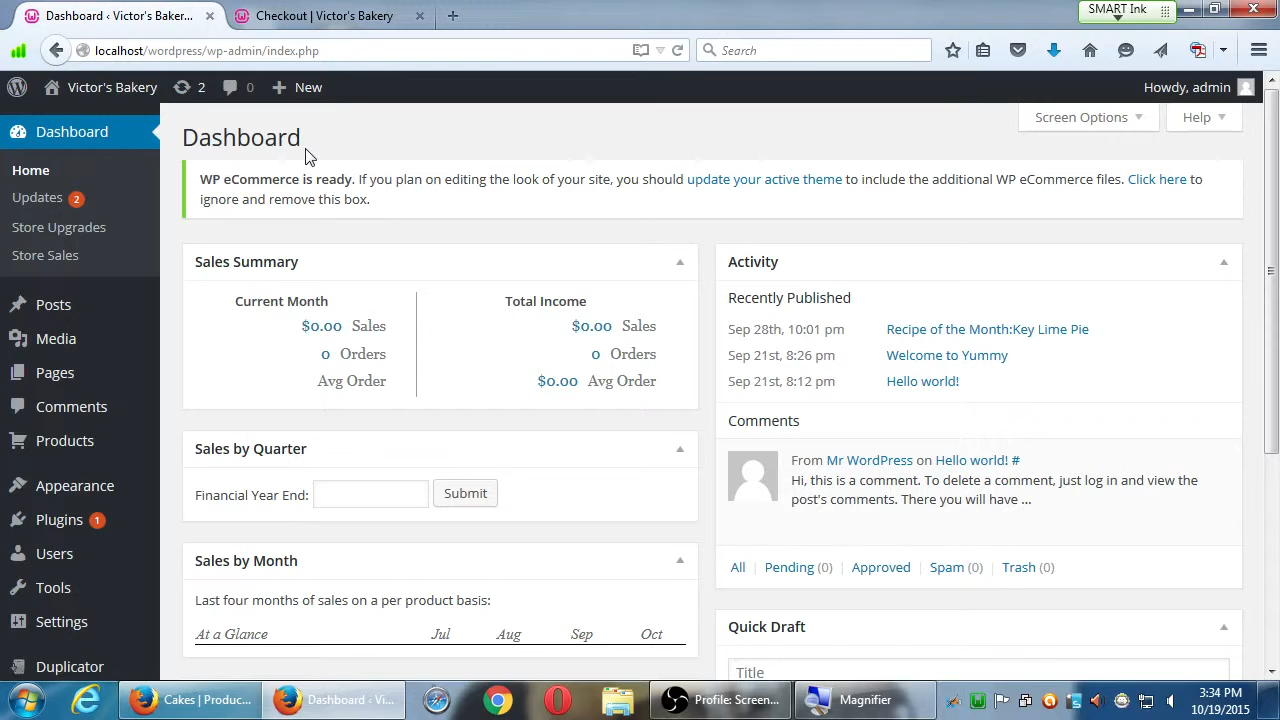 Dashboard ‹ Victor's Bakery...
Checkout | Victor's Bakery
SMART Ink
localhost/wordpress/wp-admin/index.php
Search
Victor's Bakery
2
0
New
Howdy, admin
Dashboard
Home
Updates 2
Store Upgrades
Store Sales
Posts
Media
Pages
Comments
Products
Appearance
Plugins 1
Users
Tools
Settings
Duplicator
Screen Options
Help
Dashboard
WP eCommerce is ready. If you plan on editing the look of your site, you should update your active theme to include the additional WP eCommerce files. Click here to
ignore and remove this box.
Sales Summary
Current Month
$0.00 Sales
0 Orders
Avg Order
Total Income
$0.00 Sales
0 Orders
$0.00 Avg Order
Sales by Quarter
Financial Year End:
Submit
Sales by Month
Last four months of sales on a per product basis:
At a Glance Jul Aug Sep Oct
Activity
Recently Published
Sep 28th, 10:01 pm Recipe of the Month:Key Lime Pie
Sep 21st, 8:26 pm Welcome to Yummy
Sep 21st, 8:12 pm Hello world!
Comments
From Mr WordPress on Hello world! #
Hi, this is a comment. To delete a comment, just log in and view the
post's comments. There you will have ...
All | Pending (0) | Approved | Spam (0) | Trash (0)
Quick Draft
Title
Cakes | Produc...
Dashboard ‹ Vi...
Profile: Screen...
Magnifier
3:34 PM
10/19/2015